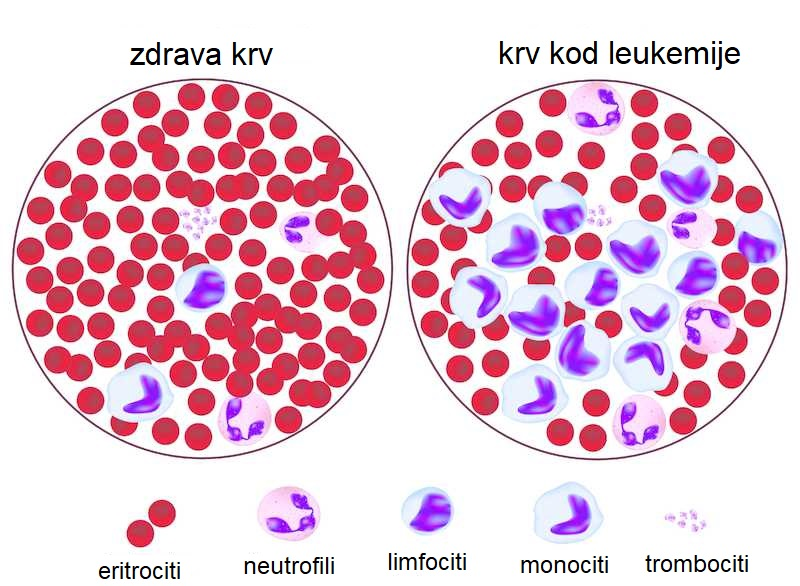 zdrava krv
krv kod leukemije
eritrociti
neutrofili
limfociti
monociti
trombociti